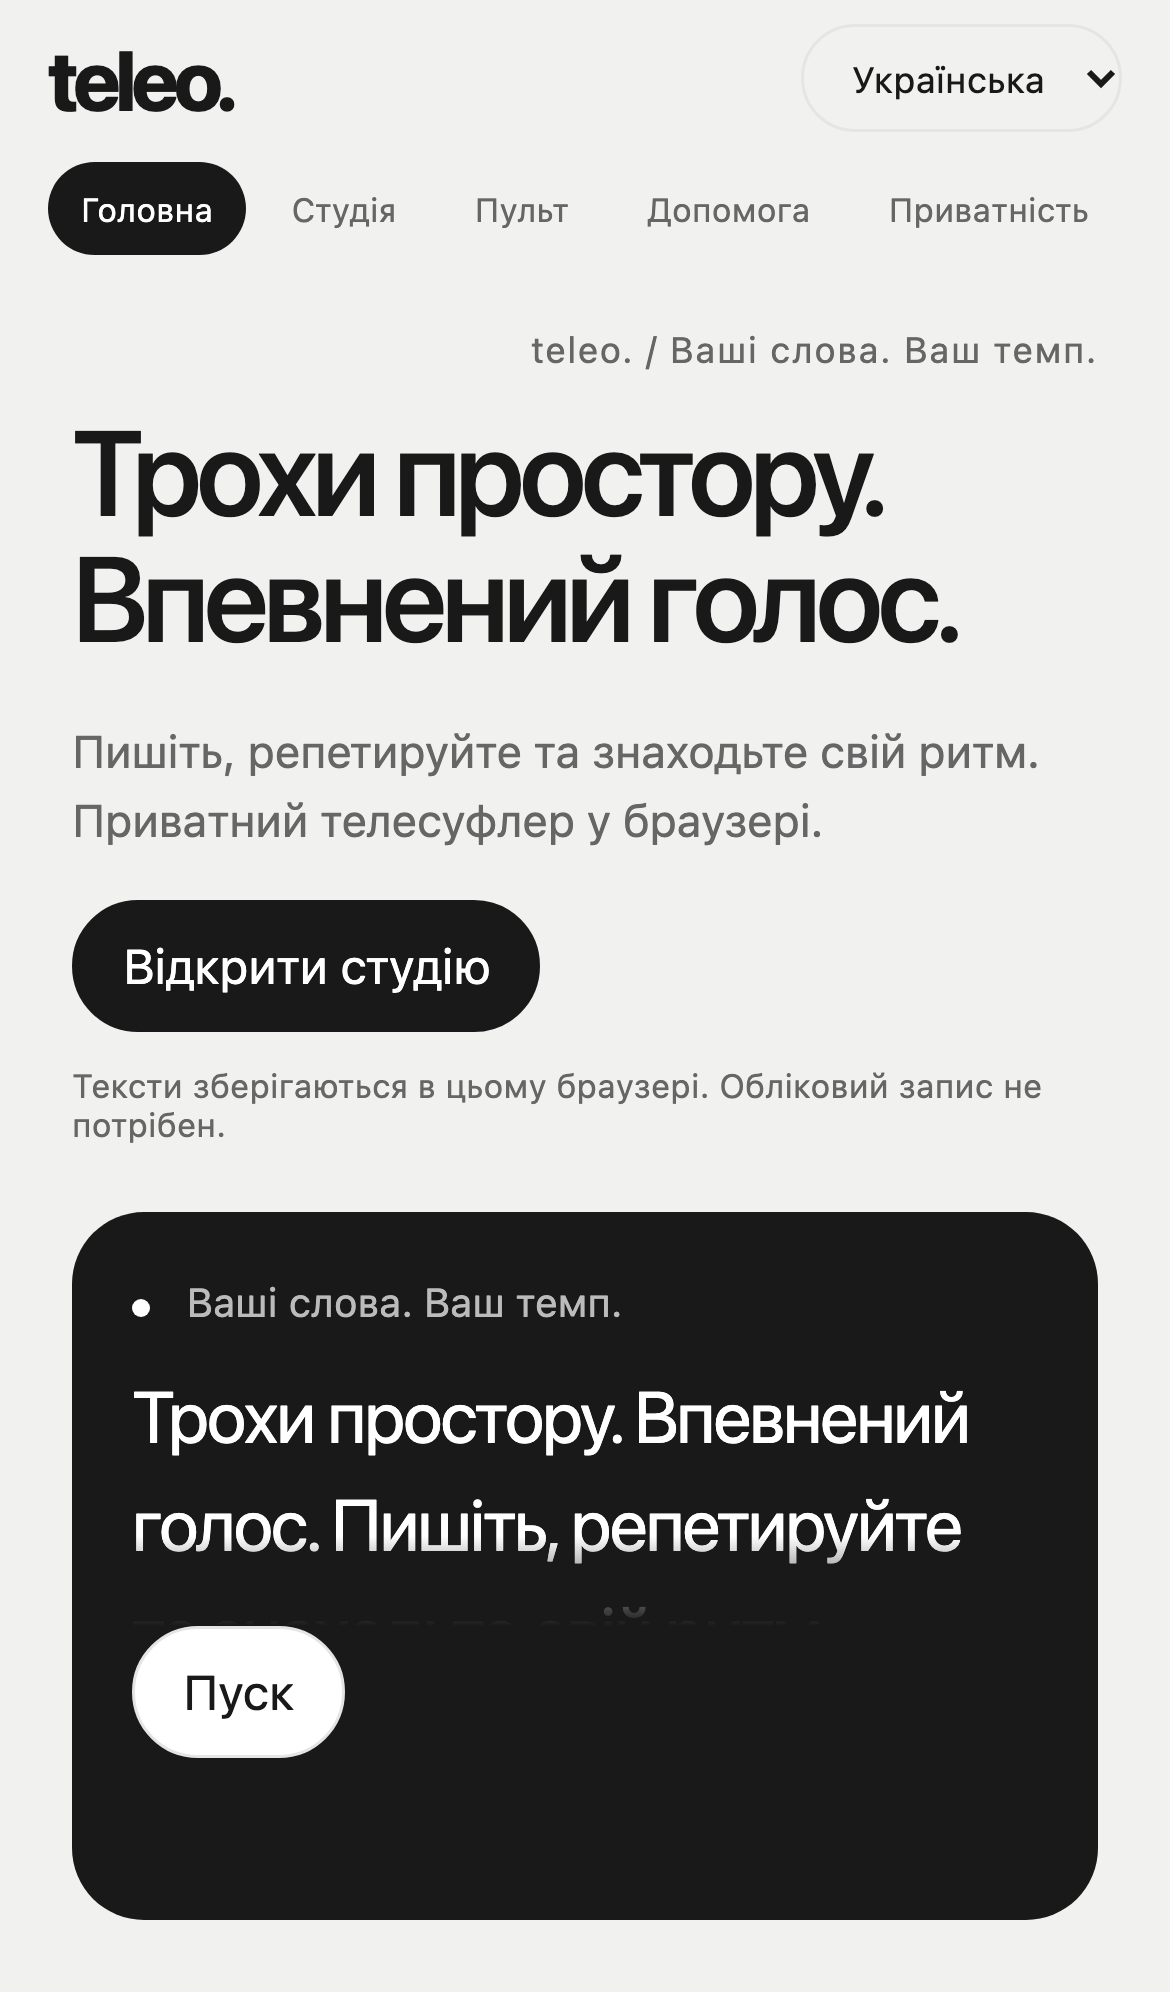 teleo.
Українська
Головна Студія Пульт Допомога Приватність
teleo. / Ваші слова. Ваш темп.
Трохи простору.
Впевнений голос.
Пишіть, репетируйте та знаходьте свій ритм.
Приватний телесуфлер у браузері.
Відкрити студію
Тексти зберігаються в цьому браузері. Обліковий запис не
потрібен.
Ваші слова. Ваш темп.
Трохи простору. Впевнений
голос. Пишіть, репетируйте
Пуск